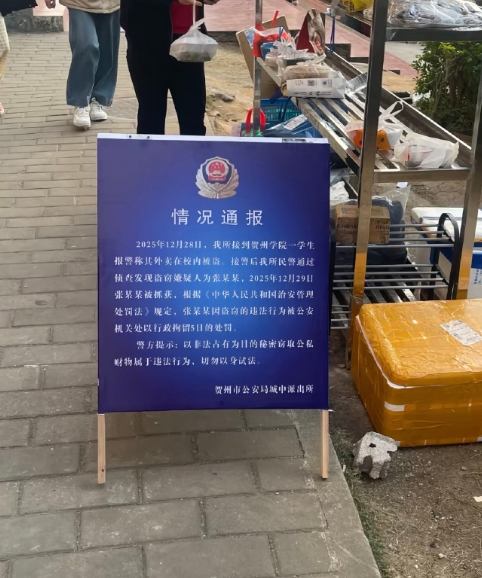 情况通报
2025年12月28日，我所接到贺州学院一学生
报警称其外卖在校内被盗。接警后我所民警通过
侦查发现盗窃嫌疑人为张某某，2025年12月29日
张某某被抓获，根据《中华人民共和国治安管理
处罚法》规定，张某某因盗窃的违法行为被公安
机关处以行政拘留5日的处罚。
警方提示：以非法占有为目的秘密窃取公私
财物属于违法行为，切勿以身试法。
贺州市公安局城中派出所